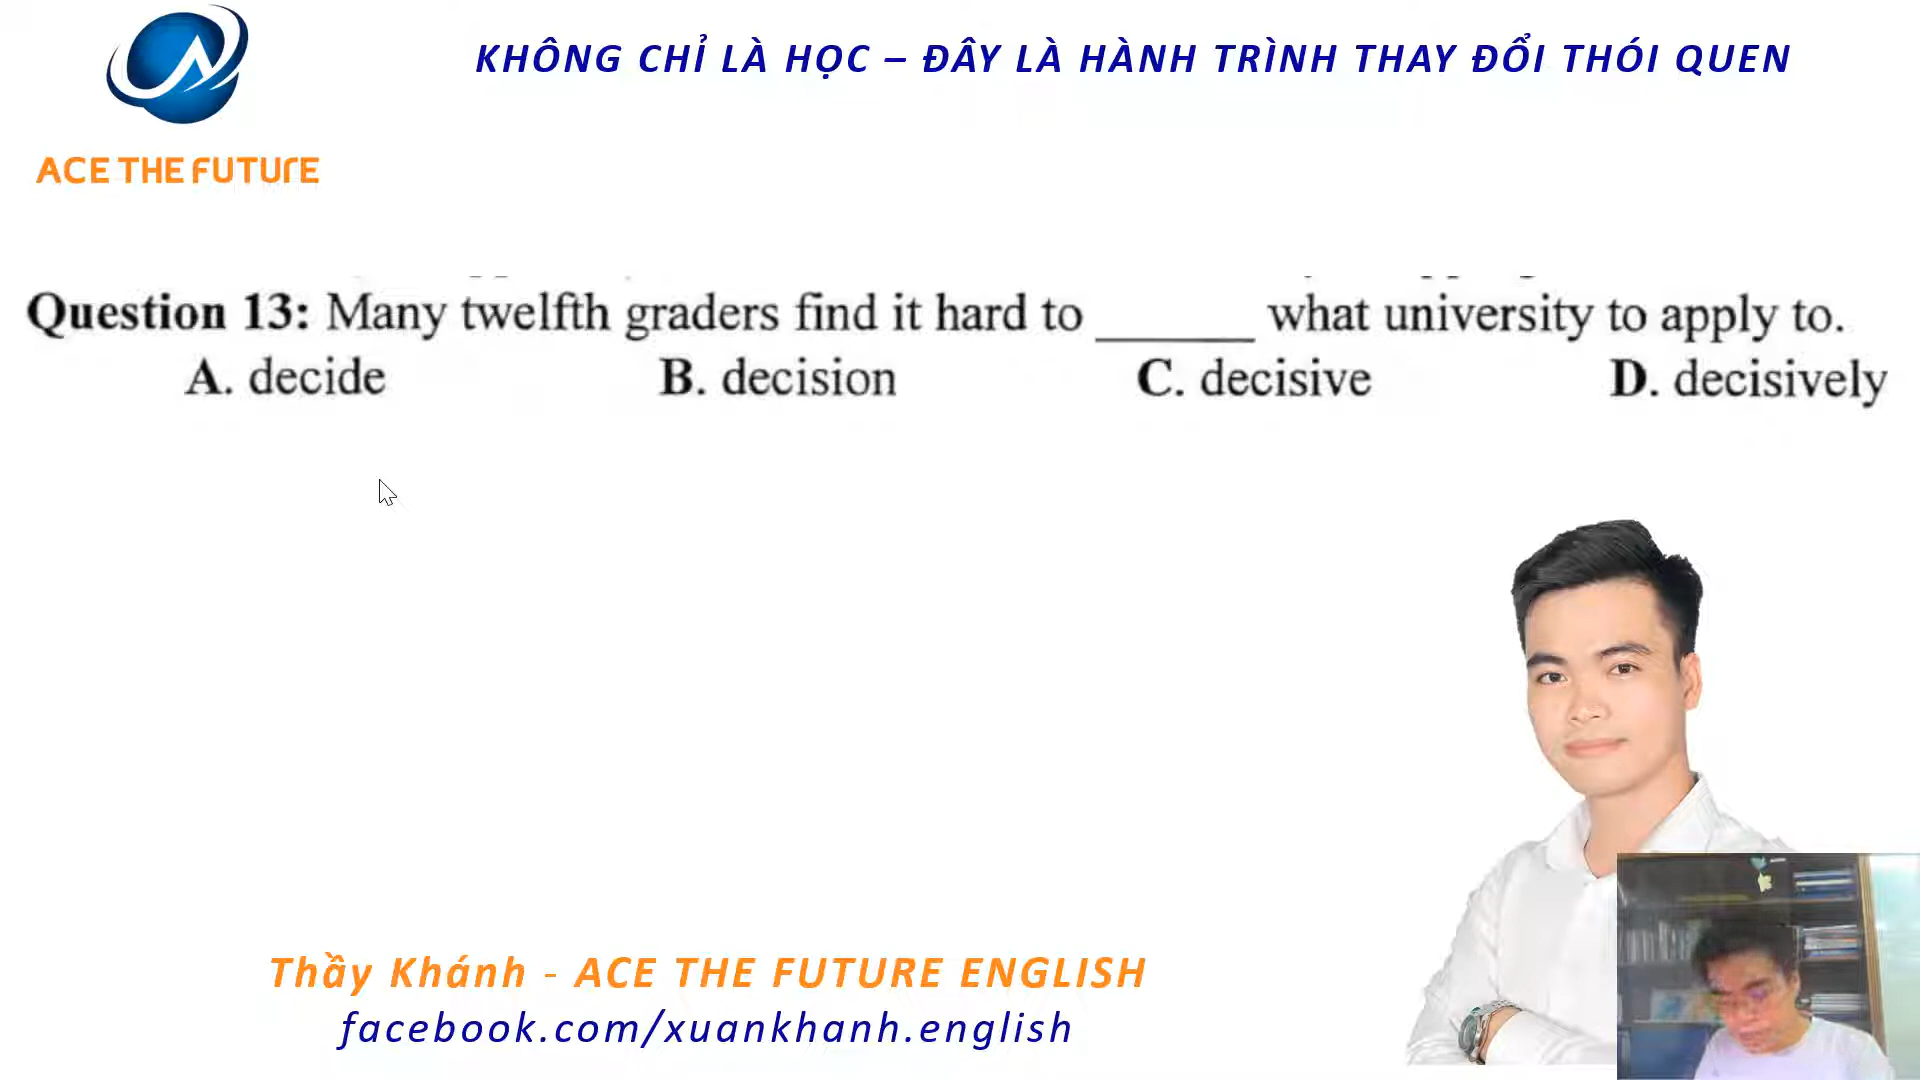 KHÔNG CHỈ LÀ HỌC – ĐÂY LÀ HÀNH TRÌNH THAY ĐỔI THÓI QUEN
ACE THE FUTURE
Question 13: Many twelfth graders find it hard to ______ what university to apply to.
A. decide B. decision C. decisive D. decisively
Thầy Khánh - ACE THE FUTURE ENGLISH
facebook.com/xuankhanh.english